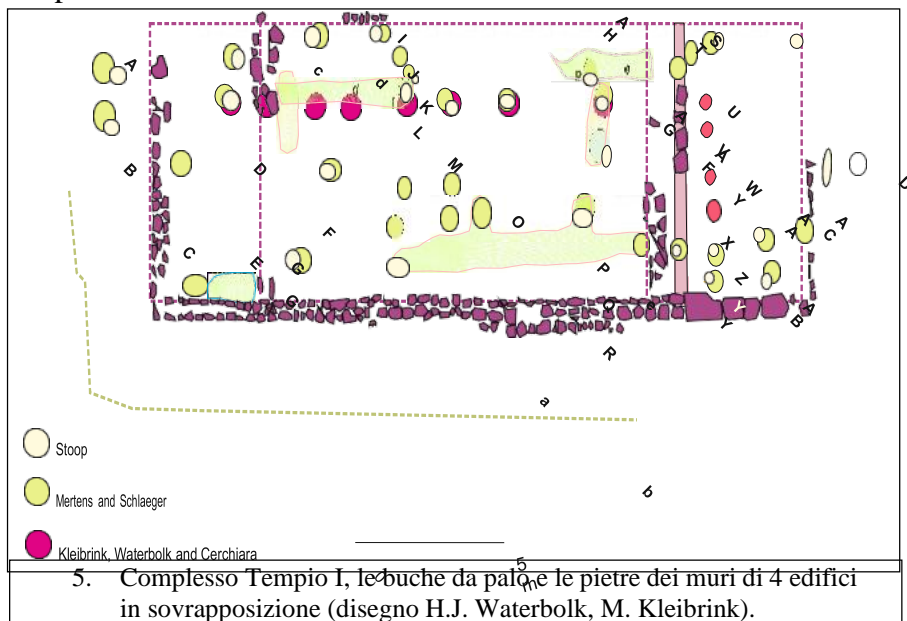 A
H
I
S
T
A
c
d
J
K
L
U
A
G
F
B
D
M
W
Y
O
A
A
C
F
C
E
G
P
X
Z
G
Q
e
Y
A
B
R
a
b
Stoop
Mertens and Schlaeger
Kleibrink, Waterbolk and Cerchiara
5
m
5. Complesso Tempio I, le buche da palo e le pietre dei muri di 4 edifici
in sovrapposizione (disegno H.J. Waterbolk, M. Kleibrink).